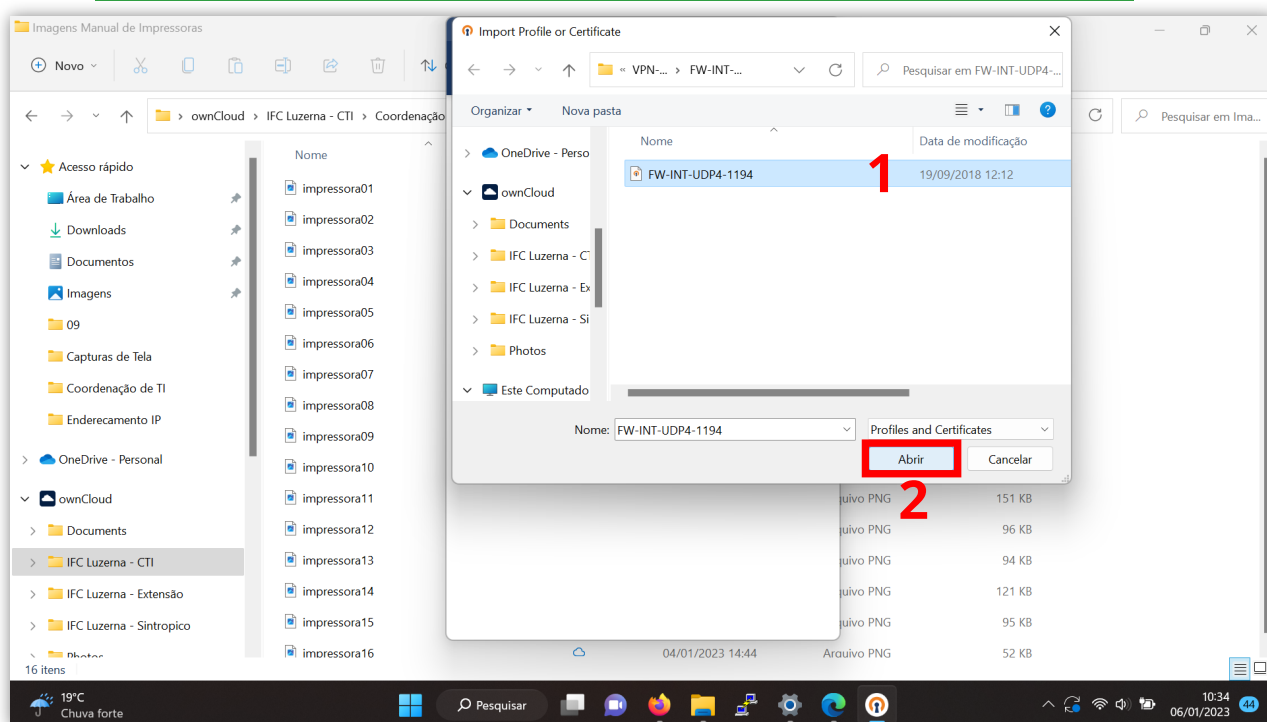 Imagens Manual de Impressoras
Novo
ownCloud > IFC Luzerna - CTI > Coordenação
Pesquisar em Ima...
Acesso rápido
Área de Trabalho
Downloads
Documentos
Imagens
09
Capturas de Tela
Coordenação de TI
Enderecamento IP
OneDrive - Personal
ownCloud
Documents
IFC Luzerna - CTI
IFC Luzerna - Extensão
IFC Luzerna - Sintropico
Photos
16 itens
Nome
impressora01
impressora02
impressora03
impressora04
impressora05
impressora06
impressora07
impressora08
impressora09
impressora10
impressora11
impressora12
impressora13
impressora14
impressora15
impressora16
Import Profile or Certificate
« VPN-... > FW-INT-...
Pesquisar em FW-INT-UDP4-...
Organizar
Nova pasta
OneDrive - Perso
ownCloud
Documents
IFC Luzerna - CT
IFC Luzerna - Ex
IFC Luzerna - Si
Photos
Este Computado
Nome
Data de modificação
FW-INT-UDP4-1194
19/09/2018 12:12
1
Nome: FW-INT-UDP4-1194
Profiles and Certificates
Abrir
Cancelar
2
quivo PNG 151 KB
quivo PNG 96 KB
quivo PNG 94 KB
quivo PNG 121 KB
quivo PNG 95 KB
04/01/2023 14:44 Arquivo PNG 52 KB
19°C
Chuva forte
Pesquisar
10:34
06/01/2023
44